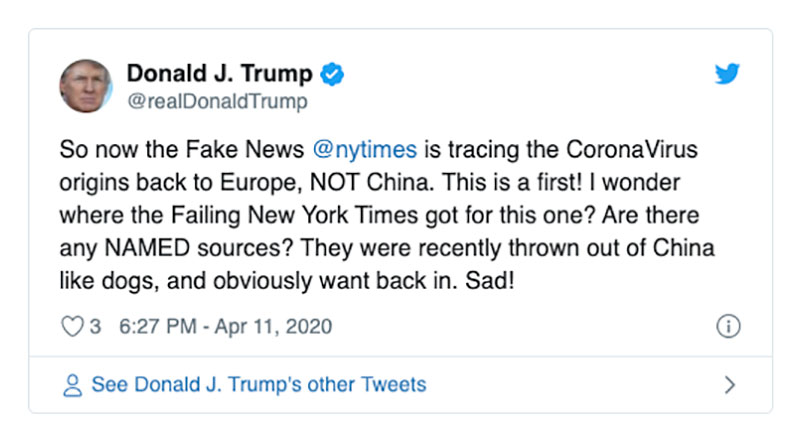 Donald J. Trump
@realDonaldTrump
So now the Fake News @nytimes is tracing the CoronaVirus
origins back to Europe, NOT China. This is a first! I wonder
where the Failing New York Times got for this one? Are there
any NAMED sources? They were recently thrown out of China
like dogs, and obviously want back in. Sad!
3 6:27 PM - Apr 11, 2020
See Donald J. Trump's other Tweets